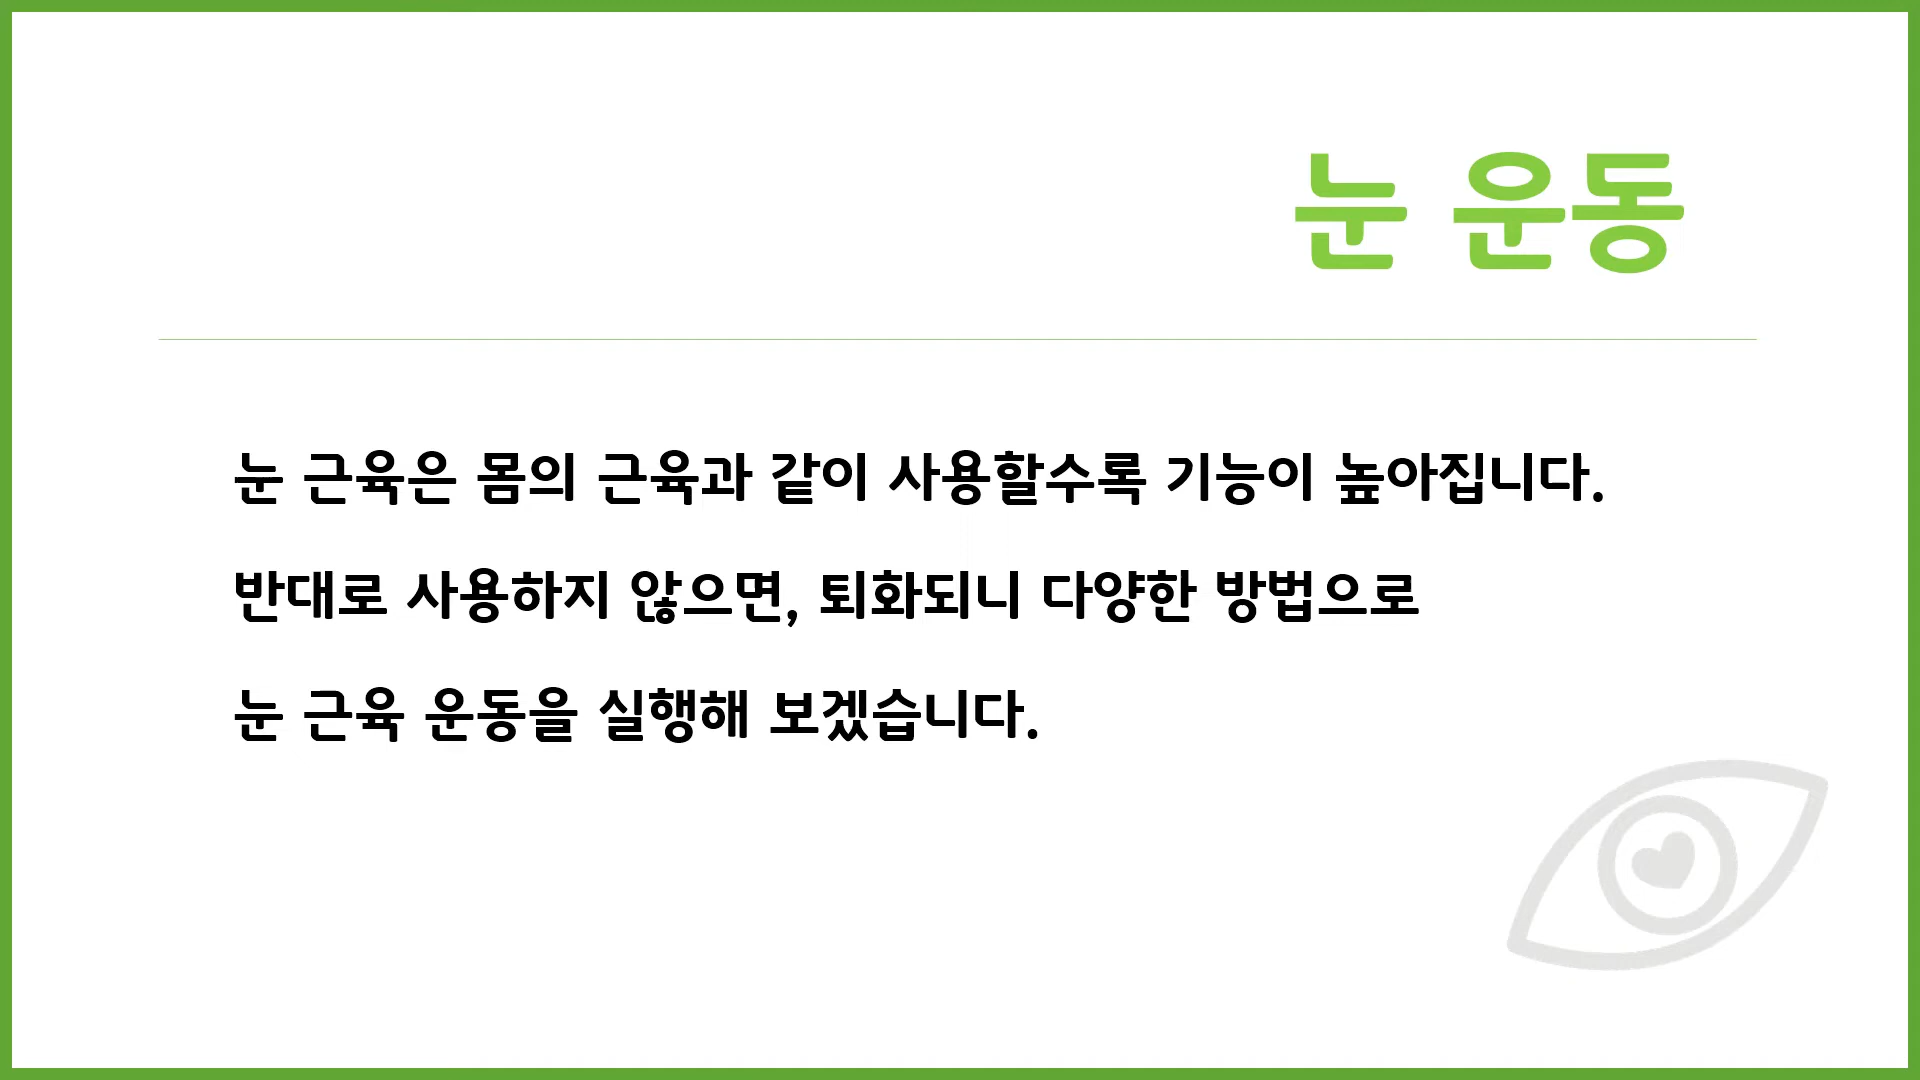 눈 운동
눈 근육은 몸의 근육과 같이 사용할수록 기능이 높아집니다.
반대로 사용하지 않으면, 퇴화되니 다양한 방법으로
눈 근육 운동을 실행해 보겠습니다.